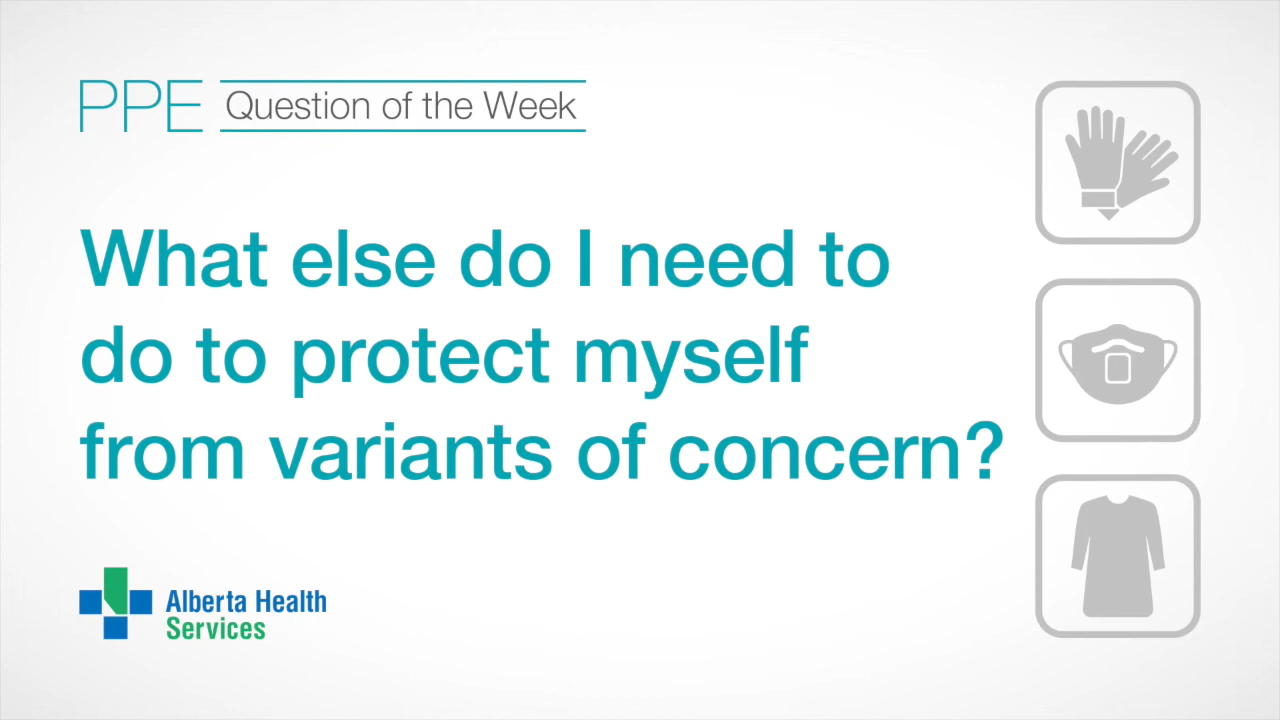 PPE Question of the Week
What else do I need to
do to protect myself
from variants of concern?
Alberta Health
Services